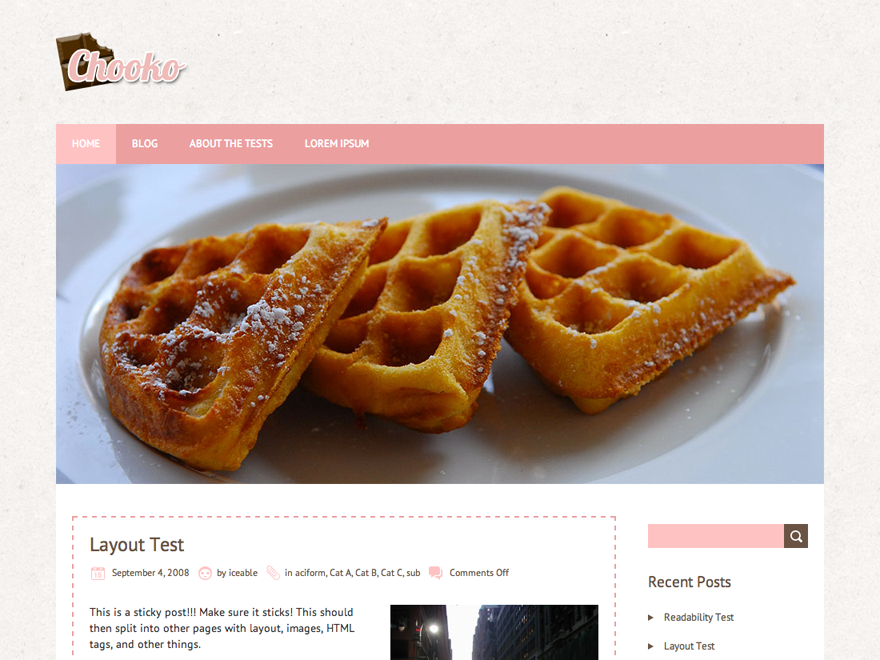 Chooko
HOME BLOG ABOUT THE TESTS LOREM IPSUM
Layout Test
September 4, 2008 by iceable in aciform, Cat A, Cat B, Cat C, sub Comments Off
This is a sticky post!!! Make sure it sticks! This should
then split into other pages with layout, images, HTML
tags, and other things.
Recent Posts
Readability Test
Layout Test